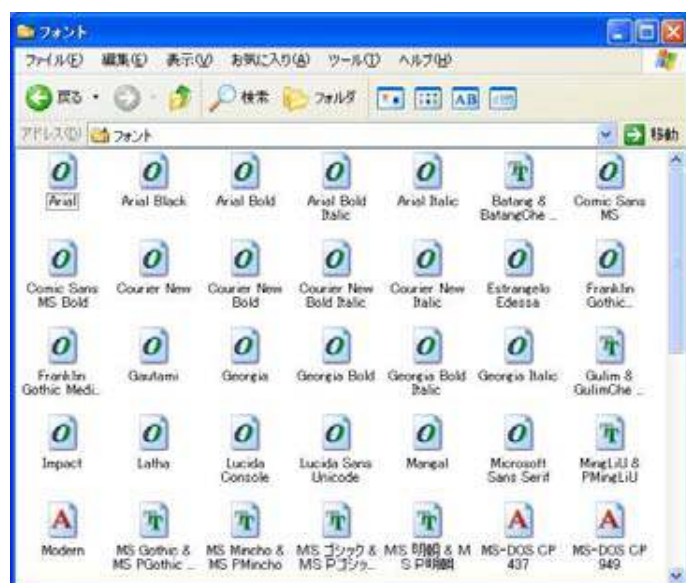 フォント
ファイル(F) 編集(E) 表示(V) お気に入り(A) ツール(T) ヘルプ(H)
戻る 検索 フォルダ
アドレス(D) フォント 移動
Arial Arial Black Arial Bold Arial Bold Arial Italic Batang & Comic Sans
Italic BatangChe ... MS
Comic Sans Courier New Courier New Courier New Courier New Estrangelo Franklin
MS Bold Bold Bold Italic Italic Edessa Gothic...
Franklin Gautami Georgia Georgia Bold Georgia Bold Georgia Italic Gulim &
Gothic Medi... Italic GulimChe ...
Impact Latha Lucida Lucida Sans Mangal Microsoft MingLiU &
Console Unicode Sans Serif PMingLiU
Modern MS Gothic & MS Mincho & MS ゴシック & MS 明朝 & M MS-DOS CP MS-DOS CP
MS PGothic ... MS PMincho MS Pゴシッ... S P明朝 437 949